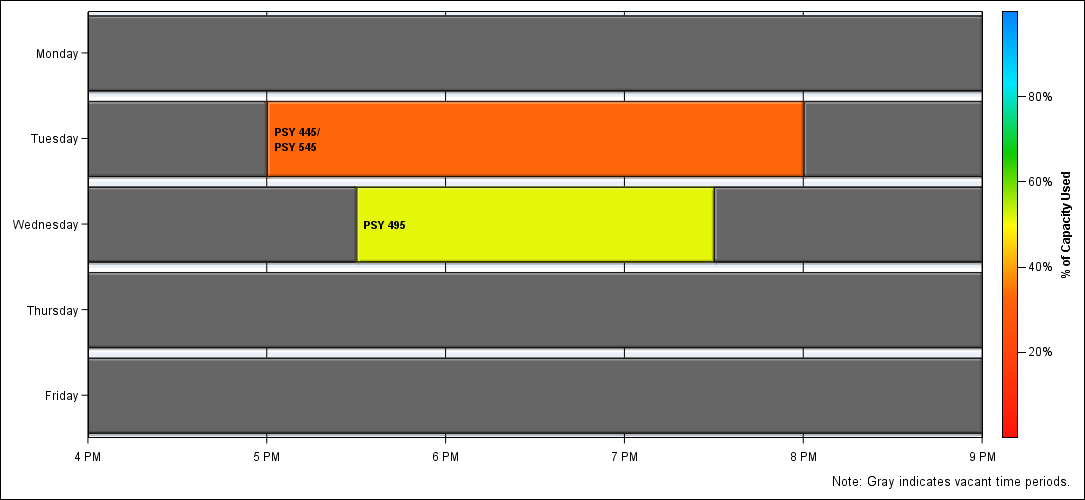 Monday
Tuesday
PSY 445/
PSY 545
Wednesday
PSY 495
Thursday
Friday
4 PM
5 PM
6 PM
7 PM
8 PM
9 PM
80%
60%
40%
20%
% of Capacity Used
Note: Gray indicates vacant time periods.